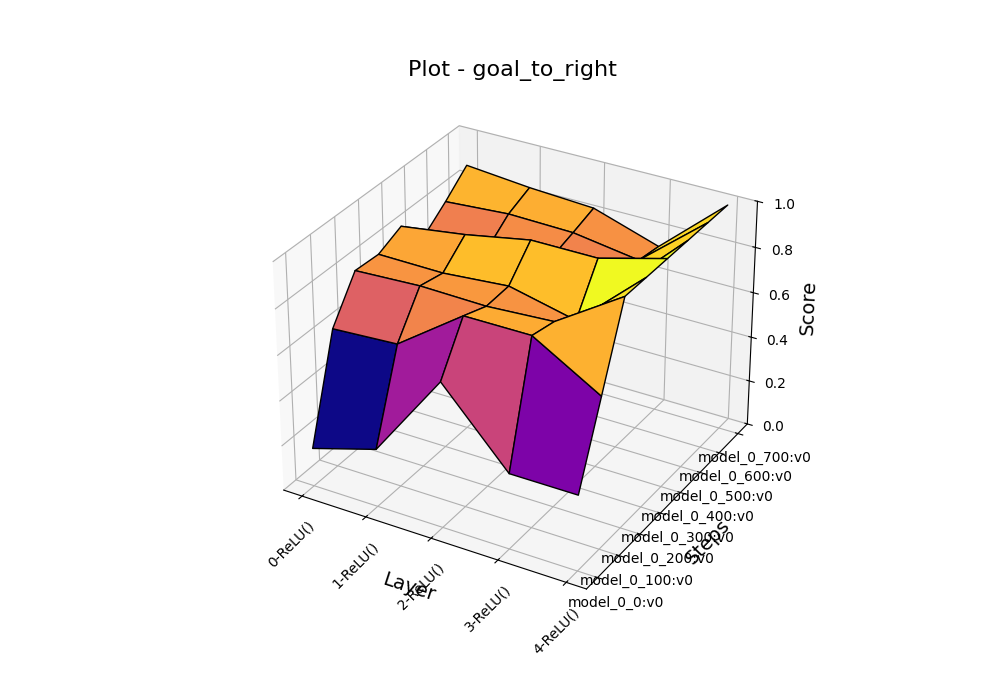 Plot - goal_to_right
1.0
0.8
0.6
0.4
0.2
0.0
Score
model_0_700:v0
model_0_600:v0
model_0_500:v0
model_0_400:v0
model_0_300:v0
model_0_200:v0
model_0_100:v0
model_0_0:v0
Steps
0-ReLU()
1-ReLU()
2-ReLU()
3-ReLU()
4-ReLU()
Layer